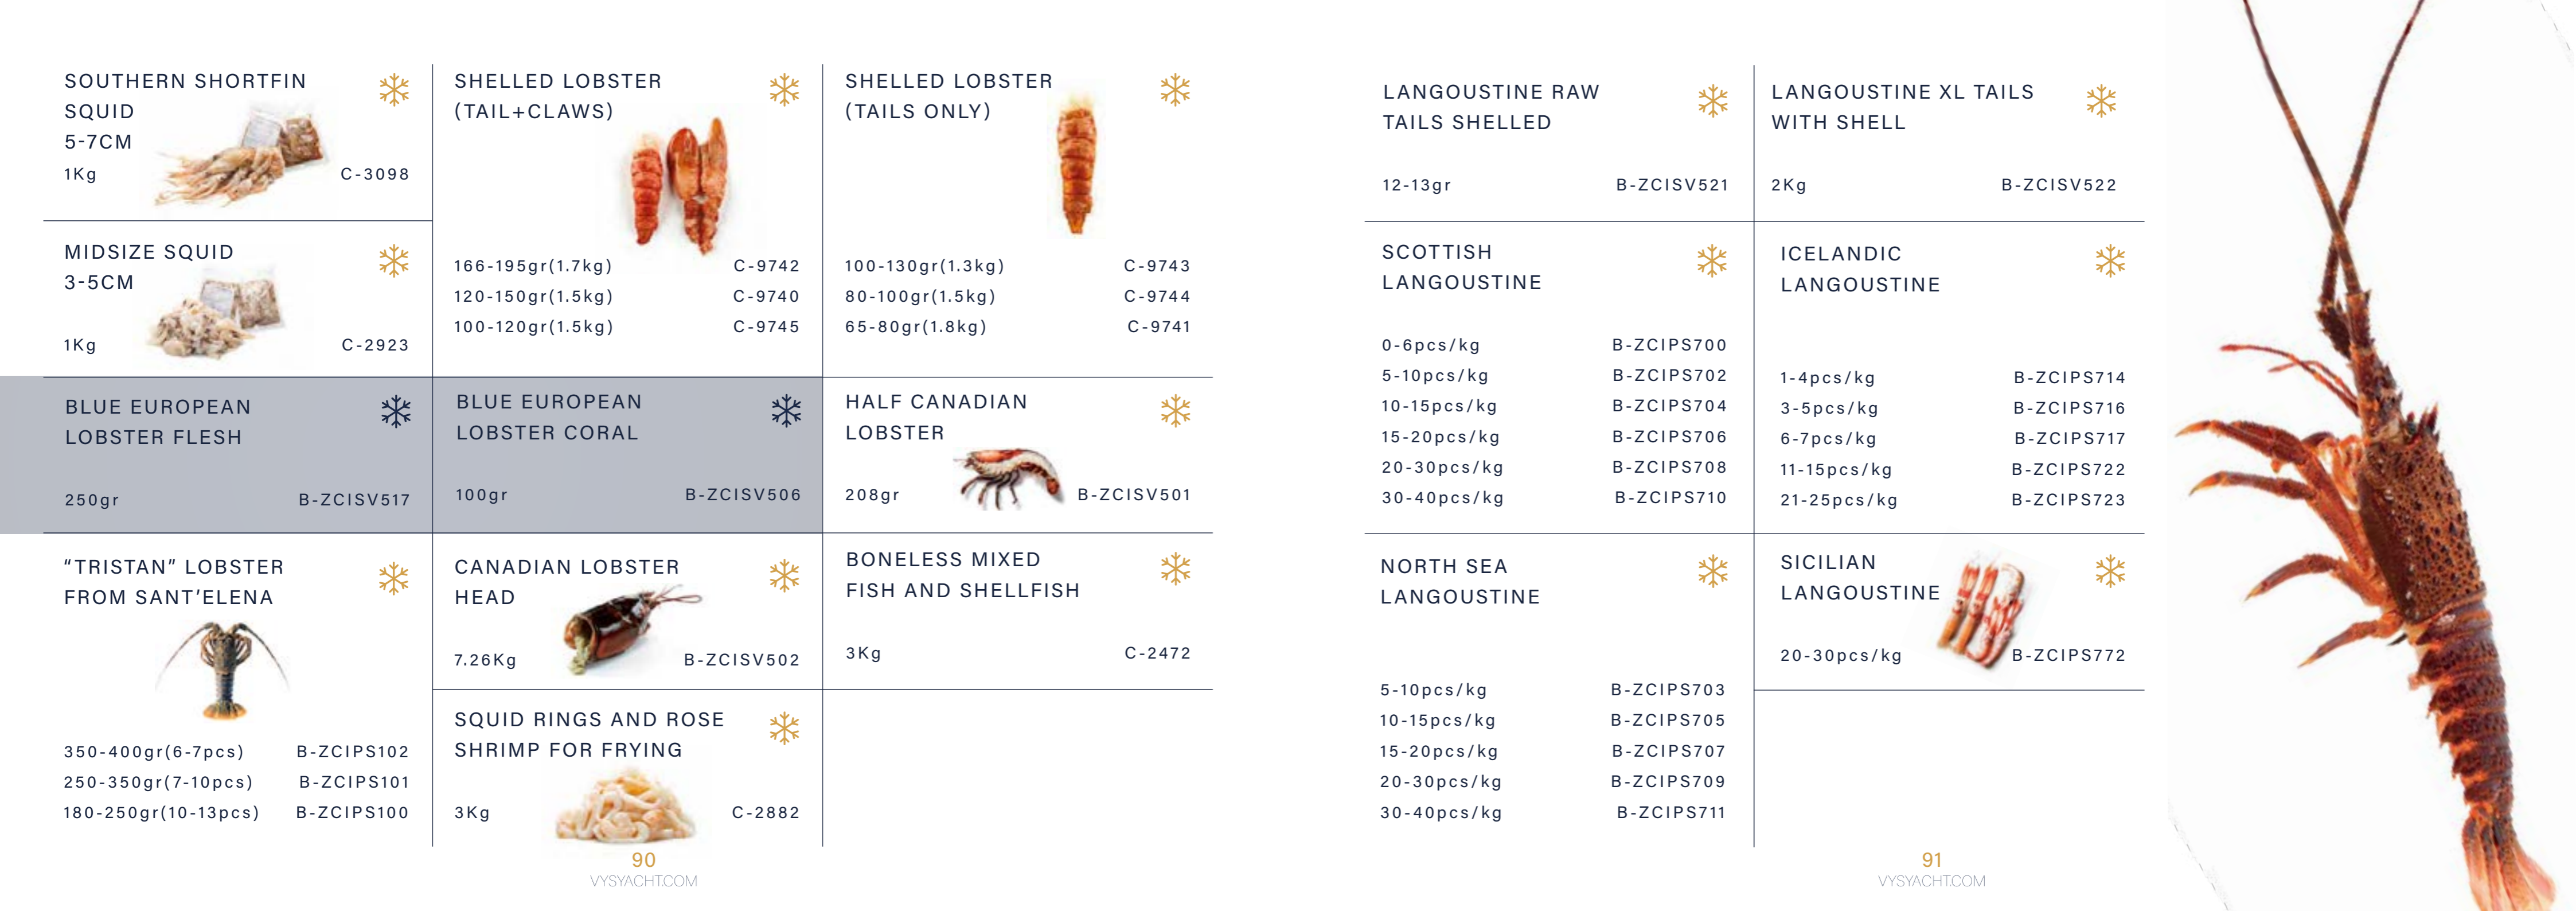 SOUTHERN SHORTFIN
SQUID
5-7CM
1Kg C-3098
MIDSIZE SQUID
3-5CM
1Kg C-2923
SHELLED LOBSTER
(TAIL+CLAWS)
166-195gr(1.7kg) C-9742
120-150gr(1.5kg) C-9740
100-120gr(1.5kg) C-9745
SHELLED LOBSTER
(TAILS ONLY)
100-130gr(1.3kg) C-9743
80-100gr(1.5kg) C-9744
65-80gr(1.8kg) C-9741
BLUE EUROPEAN
LOBSTER FLESH
250gr B-ZCISV517
BLUE EUROPEAN
LOBSTER CORAL
100gr B-ZCISV506
HALF CANADIAN
LOBSTER
208gr B-ZCISV501
“TRISTAN” LOBSTER
FROM SANT’ELENA
350-400gr(6-7pcs) B-ZCIPS102
250-350gr(7-10pcs) B-ZCIPS101
180-250gr(10-13pcs) B-ZCIPS100
CANADIAN LOBSTER
HEAD
7.26Kg B-ZCISV502
BONELESS MIXED
FISH AND SHELLFISH
3Kg C-2472
SQUID RINGS AND ROSE
SHRIMP FOR FRYING
3Kg C-2882
90
VYSYACHT.COM
LANGOUSTINE RAW
TAILS SHELLED
12-13gr B-ZCISV521
LANGOUSTINE XL TAILS
WITH SHELL
2Kg B-ZCISV522
SCOTTISH
LANGOUSTINE
0-6pcs/kg B-ZCIPS700
5-10pcs/kg B-ZCIPS702
10-15pcs/kg B-ZCIPS704
15-20pcs/kg B-ZCIPS706
20-30pcs/kg B-ZCIPS708
30-40pcs/kg B-ZCIPS710
ICELANDIC
LANGOUSTINE
1-4pcs/kg B-ZCIPS714
3-5pcs/kg B-ZCIPS716
6-7pcs/kg B-ZCIPS717
11-15pcs/kg B-ZCIPS722
21-25pcs/kg B-ZCIPS723
NORTH SEA
LANGOUSTINE
5-10pcs/kg B-ZCIPS703
10-15pcs/kg B-ZCIPS705
15-20pcs/kg B-ZCIPS707
20-30pcs/kg B-ZCIPS709
30-40pcs/kg B-ZCIPS711
SICILIAN
LANGOUSTINE
20-30pcs/kg B-ZCIPS772
91
VYSYACHT.COM